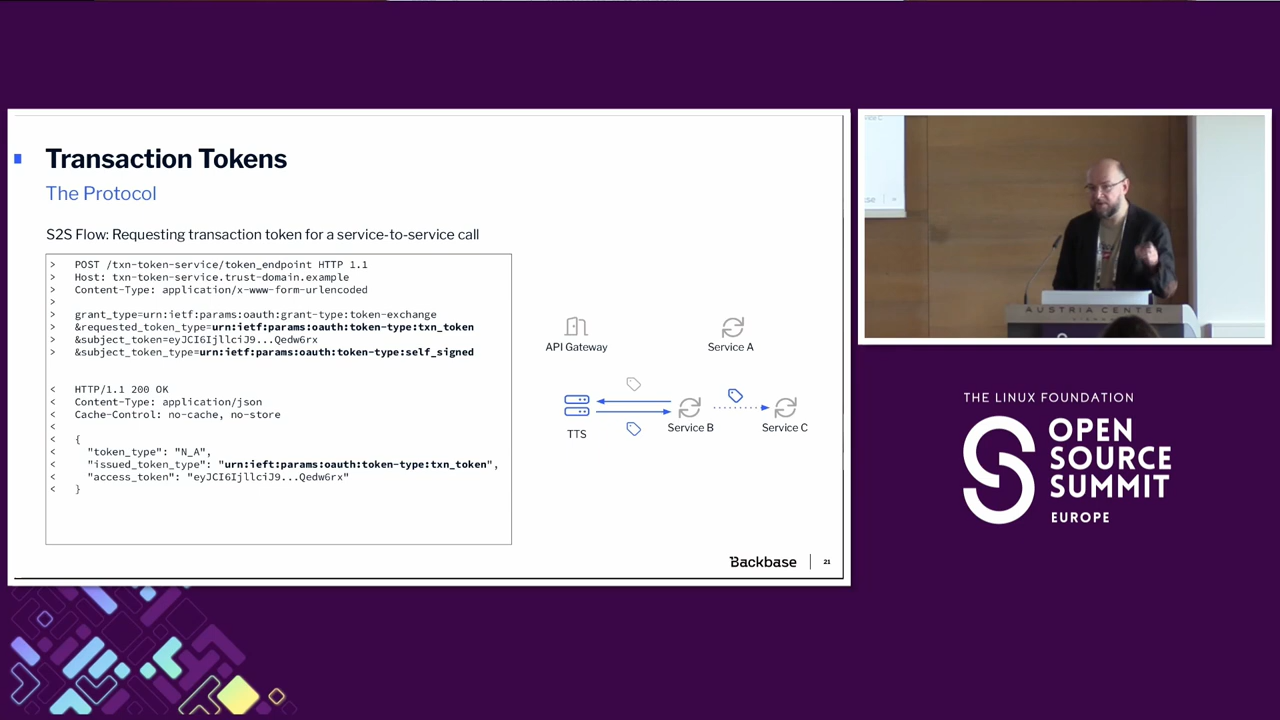 Transaction Tokens
The Protocol
S2S Flow: Requesting transaction token for a service-to-service call
> POST /txn-token-service/token_endpoint HTTP 1.1
> Host: txn-token-service.trust-domain.example
> Content-Type: application/x-www-form-urlencoded
>
> grant_type=urn:ietf:params:oauth:grant-type:token-exchange
> &requested_token_type=urn:ietf:params:oauth:token-type:txn_token
> &subject_token=eyJCI6IjllciJ9...Qedw6rx
> &subject_token_type=urn:ietf:params:oauth:token-type:self_signed
< HTTP/1.1 200 OK
< Content-Type: application/json
< Cache-Control: no-cache, no-store
<
< {
< "token_type": "N_A",
< "issued_token_type": "urn:ieft:params:oauth:token-type:txn_token",
< "access_token": "eyJCI6IjllciJ9...Qedw6rx"
< }
API Gateway
Service A
TTS
Service B
Service C
Backbase
21
AUSTRIA CENTER
THE LINUX FOUNDATION
OPEN
SOURCE
SUMMIT
EUROPE